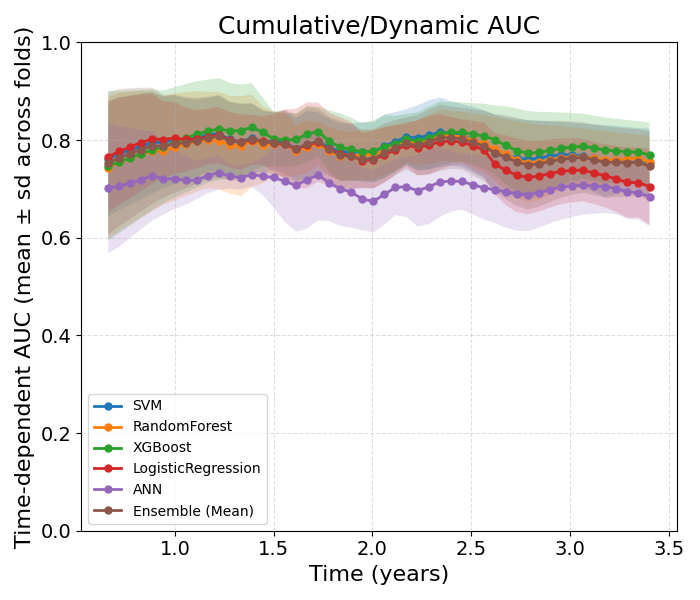 Cumulative/Dynamic AUC
Time-dependent AUC (mean ± sd across folds)
1.0
0.8
0.6
0.4
0.2
0.0
SVM
RandomForest
XGBoost
LogisticRegression
ANN
Ensemble (Mean)
1.0 1.5 2.0 2.5 3.0 3.5
Time (years)